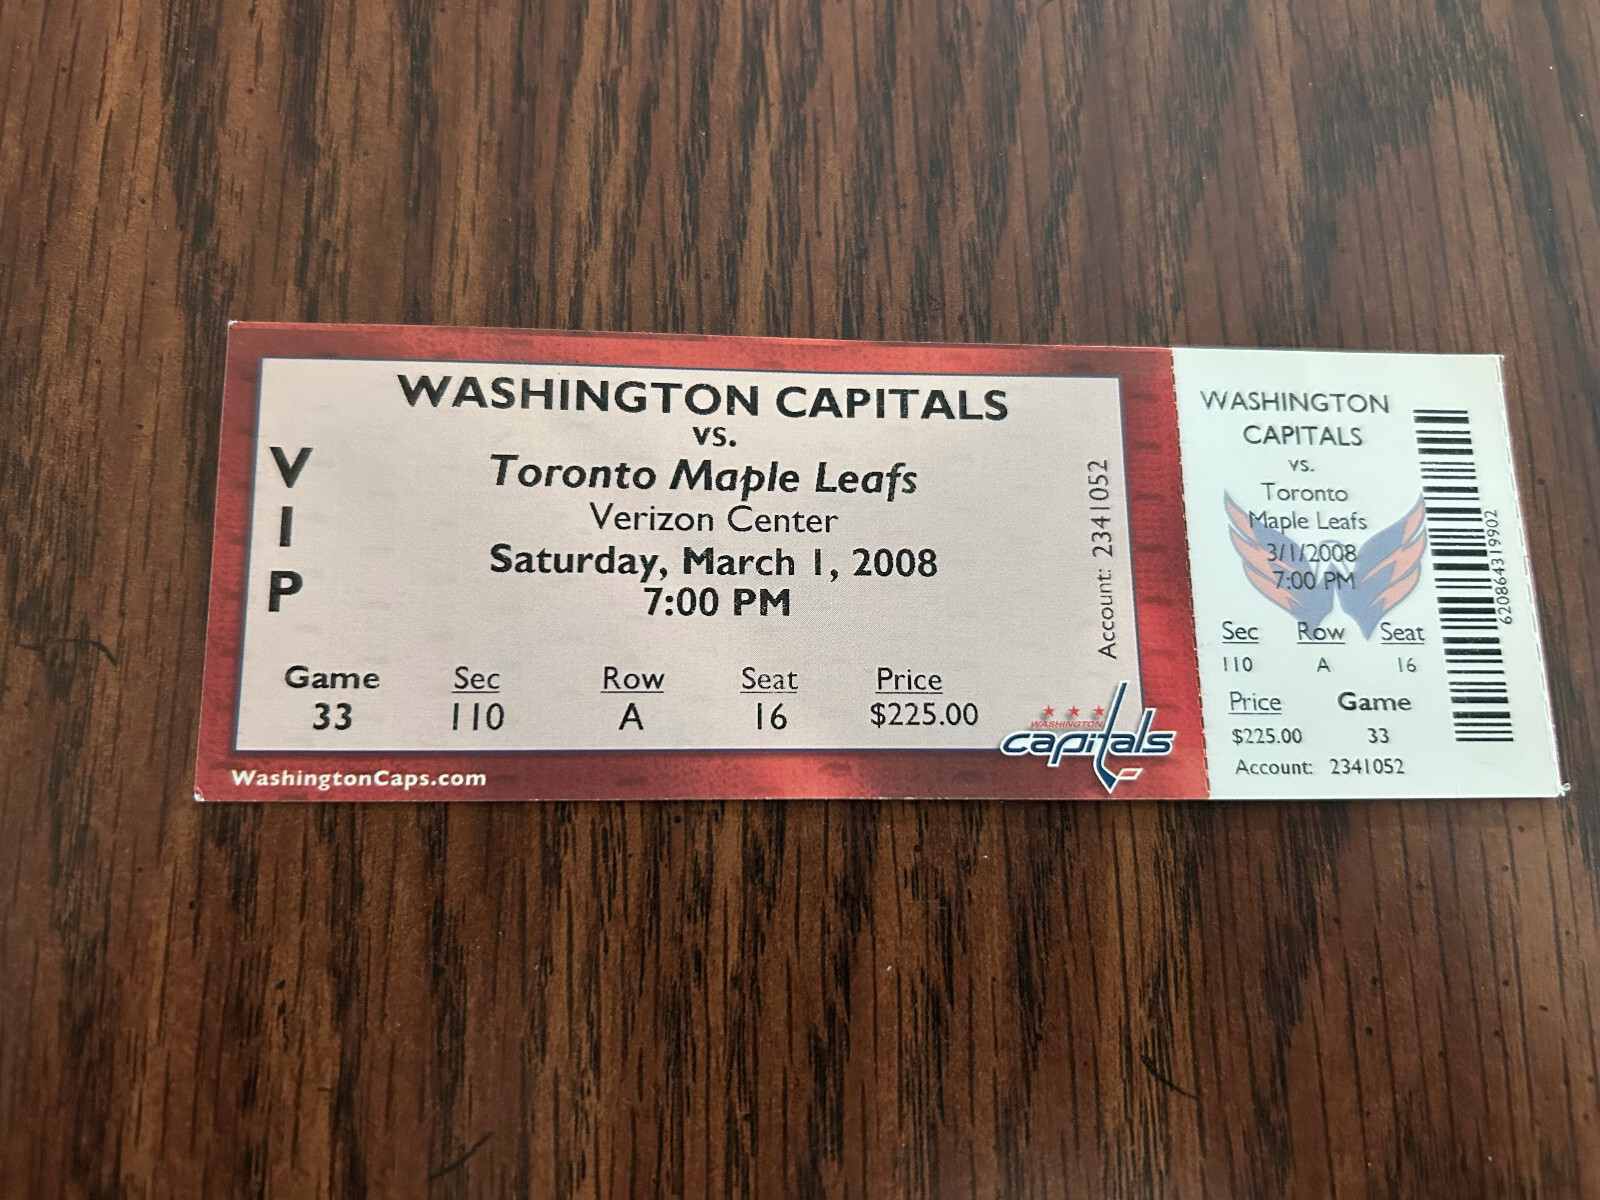 WASHINGTON CAPITALS
vs.
Toronto Maple Leafs
Verizon Center
Saturday, March 1, 2008
7:00 PM
VIP
Game Sec Row Seat Price
33 110 A 16 $225.00
Account: 2341052
WASHINGTON
capitals
WashingtonCaps.com
WASHINGTON
CAPITALS
vs.
Toronto
Maple Leafs
3/1/2008
7:00 PM
Sec Row Seat
110 A 16
Price Game
$225.00 33
Account: 2341052
620864319902